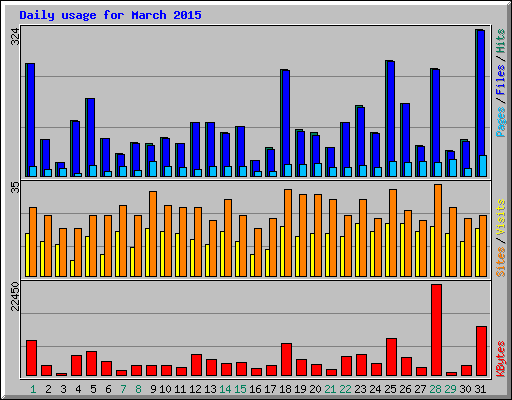 Daily usage for March 2015
324
Pages / Files / Hits
35
Sites / Visits
22450
KBytes
1 2 3 4 5 6 7 8 9 10 11 12 13 14 15 16 17 18 19 20 21 22 23 24 25 26 27 28 29 30 31